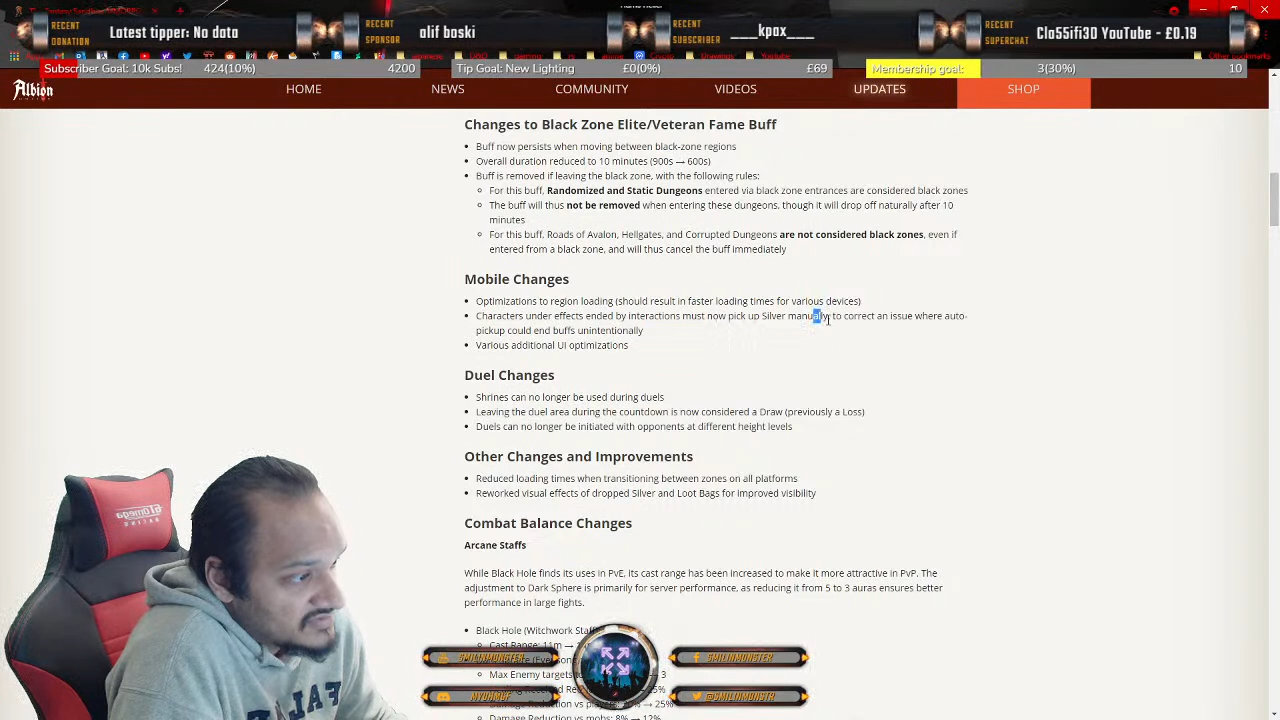 RECENT DONATION
Latest tipper: No data
RECENT SPONSOR
alif boski
RECENT SUBSCRIBER
___kpax___
RECENT SUPERCHAT
Cla55ifi3D YouTube - £0.19
Subscriber Goal: 10k Subs! 424(10%) 4200
Tip Goal: New Lighting £0(0%) £69
Membership goal: 3(30%) 10
Albion
HOME NEWS COMMUNITY VIDEOS UPDATES SHOP
Changes to Black Zone Elite/Veteran Fame Buff
Buff now persists when moving between black-zone regions
Overall duration reduced to 10 minutes (900s → 600s)
Buff is removed if leaving the black zone, with the following rules:
For this buff, Randomized and Static Dungeons entered via black zone entrances are considered black zones
The buff will thus not be removed when entering these dungeons, though it will drop off naturally after 10
minutes
For this buff, Roads of Avalon, Hellgates, and Corrupted Dungeons are not considered black zones, even if
entered from a black zone, and will thus cancel the buff immediately
Mobile Changes
Optimizations to region loading (should result in faster loading times for various devices)
Characters under effects ended by interactions must now pick up Silver manually, to correct an issue where auto-
pickup could end buffs unintentionally
Various additional UI optimizations
Duel Changes
Shrines can no longer be used during duels
Leaving the duel area during the countdown is now considered a Draw (previously a Loss)
Duels can no longer be initiated with opponents at different height levels
Other Changes and Improvements
Reduced loading times when transitioning between zones on all platforms
Reworked visual effects of dropped Silver and Loot Bags for improved visibility
Combat Balance Changes
Arcane Staffs
While Black Hole finds its uses in PvE, its cast range has been increased to make it more attractive in PvP. The
adjustment to Dark Sphere is primarily for server performance, as reducing it from 5 to 3 auras ensures better
performance in large fights.
Black Hole (Witchwork Staff)
Cast Range: 11m
Max Enemy targets
3
25%
Damage Reduction vs
25%
Damage Reduction vs mobs: 8% → 12%
SMILINMONSTER
SMILINMONSTER
@SMILINMONSTR